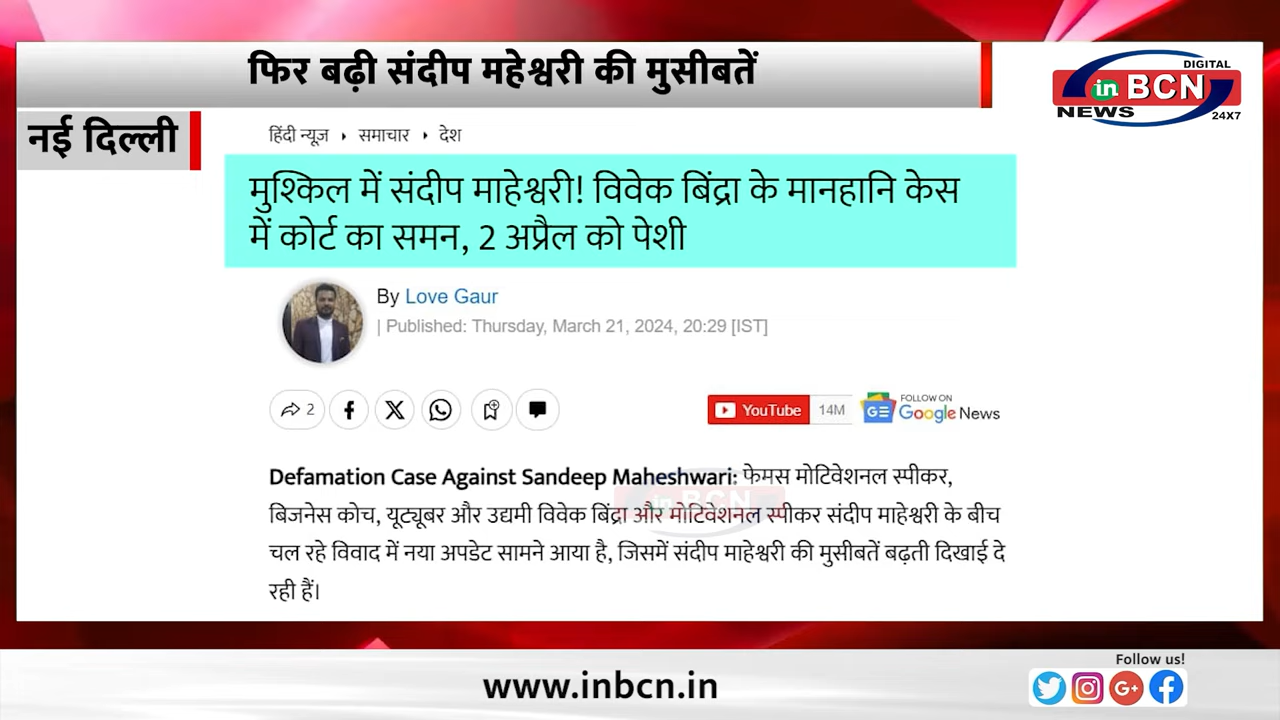 फिर बढ़ी संदीप महेश्वरी की मुसीबतें
DIGITAL
in BCN
NEWS
24X7
नई दिल्ली
हिंदी न्यूज़ › समाचार › देश
मुश्किल में संदीप माहेश्वरी! विवेक बिंद्रा के मानहानि केस
में कोर्ट का समन, 2 अप्रैल को पेशी
By Love Gaur
| Published: Thursday, March 21, 2024, 20:29 [IST]
2
YouTube 14M
FOLLOW ON
GE Google News
Defamation Case Against Sandeep Maheshwari: फेमस मोटिवेशनल स्पीकर,
बिजनेस कोच, यूट्यूबर और उद्यमी विवेक बिंद्रा और मोटिवेशनल स्पीकर संदीप माहेश्वरी के बीच
in BCN
चल रहे विवाद में नया अपडेट सामने आया है, जिसमें संदीप माहेश्वरी की मुसीबतें बढ़ती दिखाई दे
रही हैं।
www.inbcn.in
Follow us!